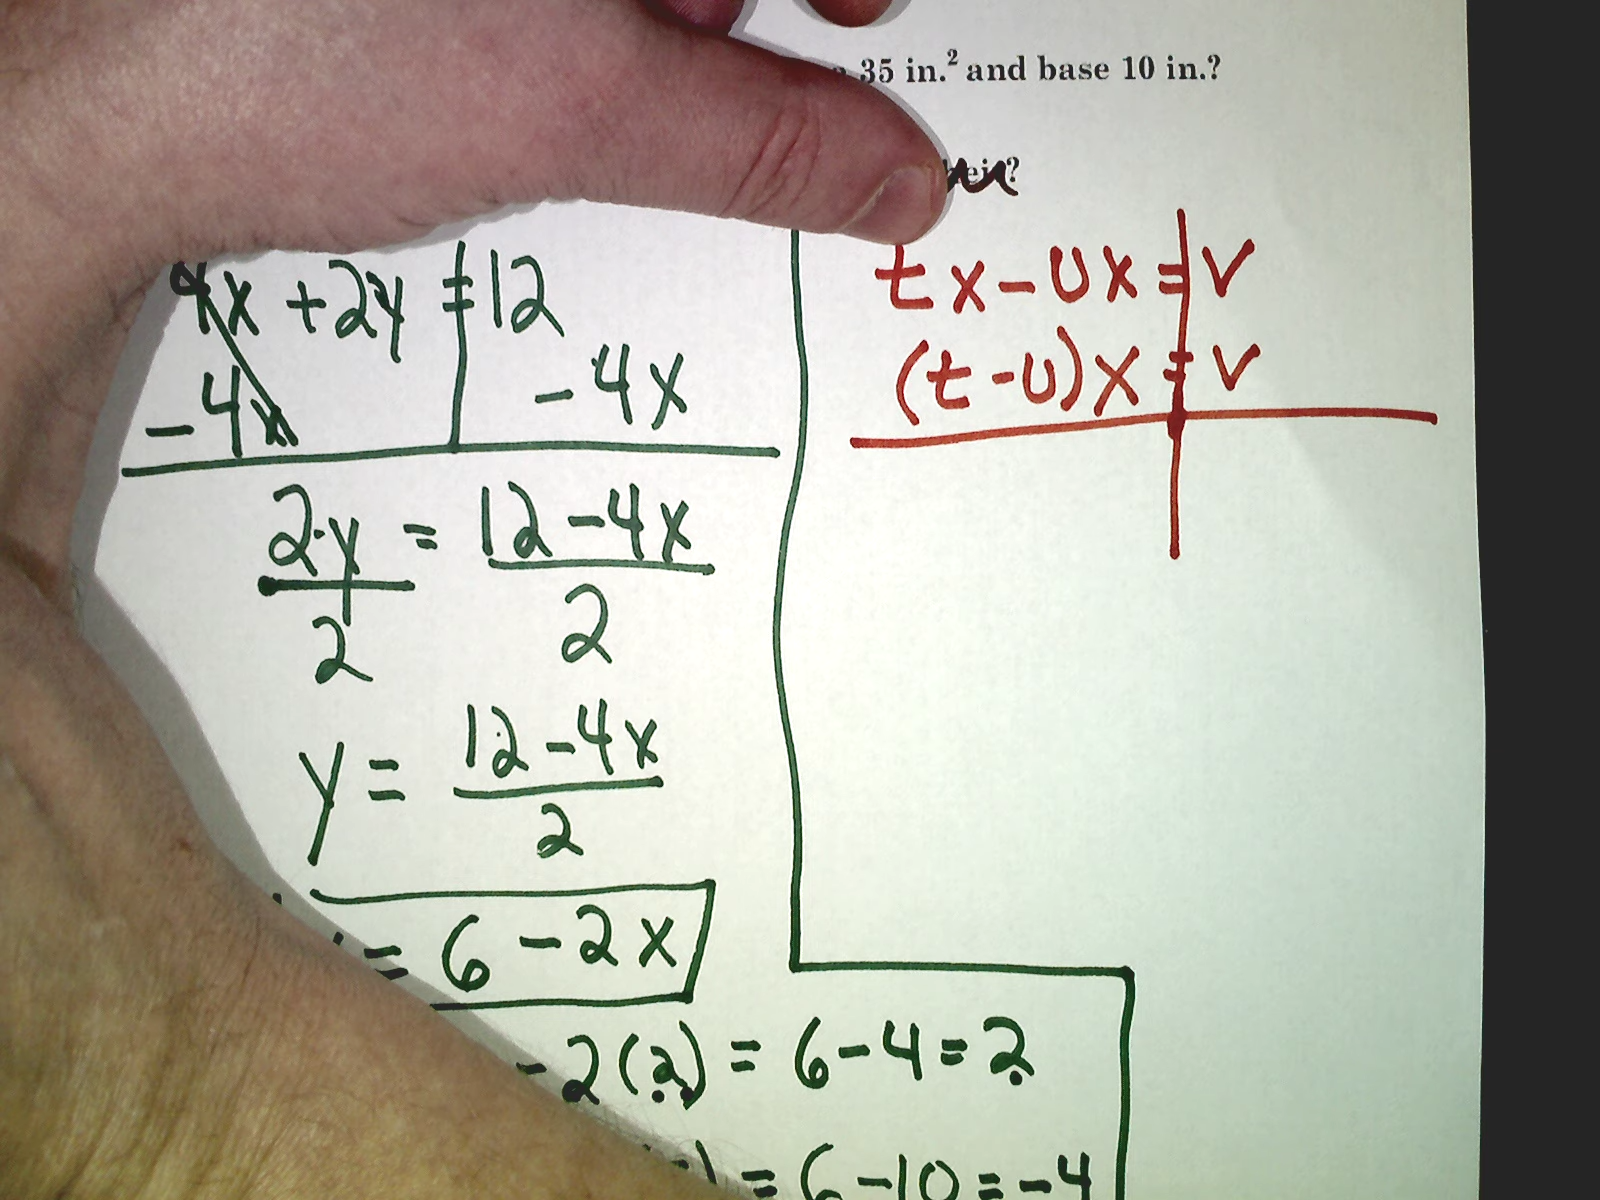 35 in.² and base 10 in.?
4x + 2y = 12
- 4x - 4x
2·y = 12 - 4x
2 2
y = 12 - 4x
2
= 6 - 2x
- 2(2) = 6 - 4 = 2
) = 6 - 10 = -4
tx - ux = v
(t - u)x = v